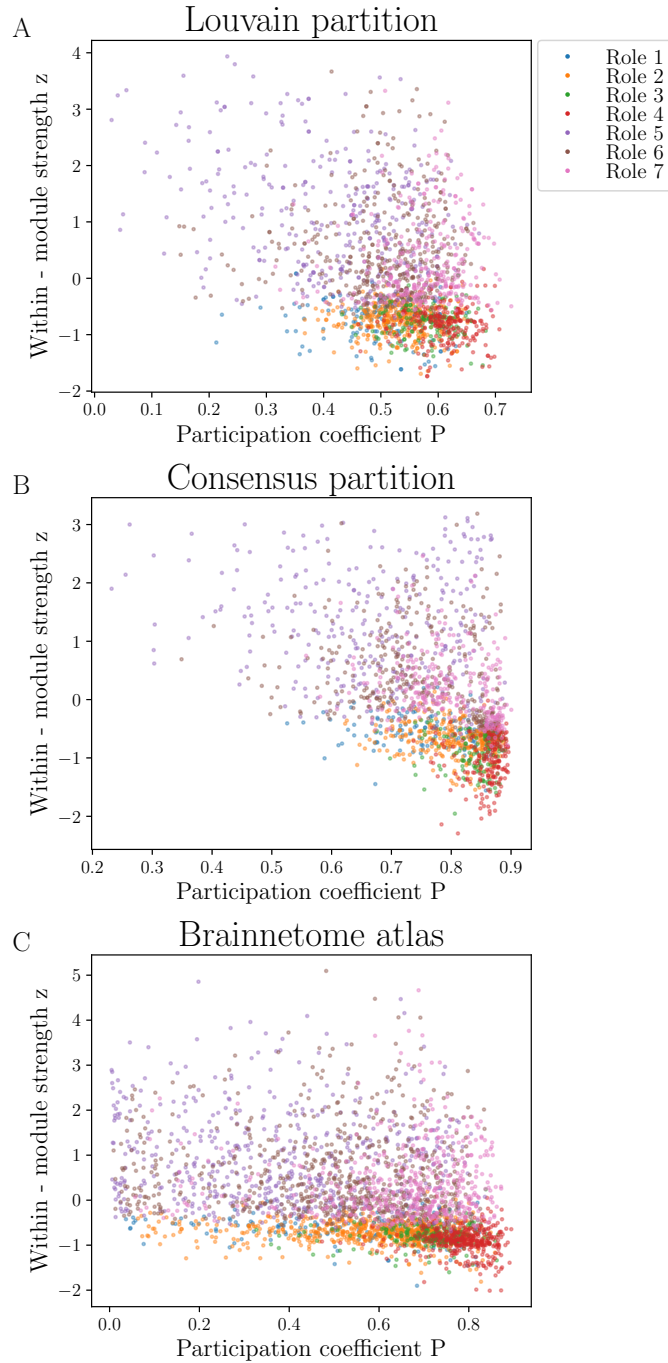 A
Louvain partition
Role 1
Role 2
Role 3
Role 4
Role 5
Role 6
Role 7
Within - module strength z
4
3
2
1
0
−1
−2
0.0 0.1 0.2 0.3 0.4 0.5 0.6 0.7
Participation coefficient P
B
Consensus partition
Within - module strength z
3
2
1
0
−1
−2
0.2 0.3 0.4 0.5 0.6 0.7 0.8 0.9
Participation coefficient P
C
Brainnetome atlas
Within - module strength z
5
4
3
2
1
0
−1
−2
0.0 0.2 0.4 0.6 0.8
Participation coefficient P